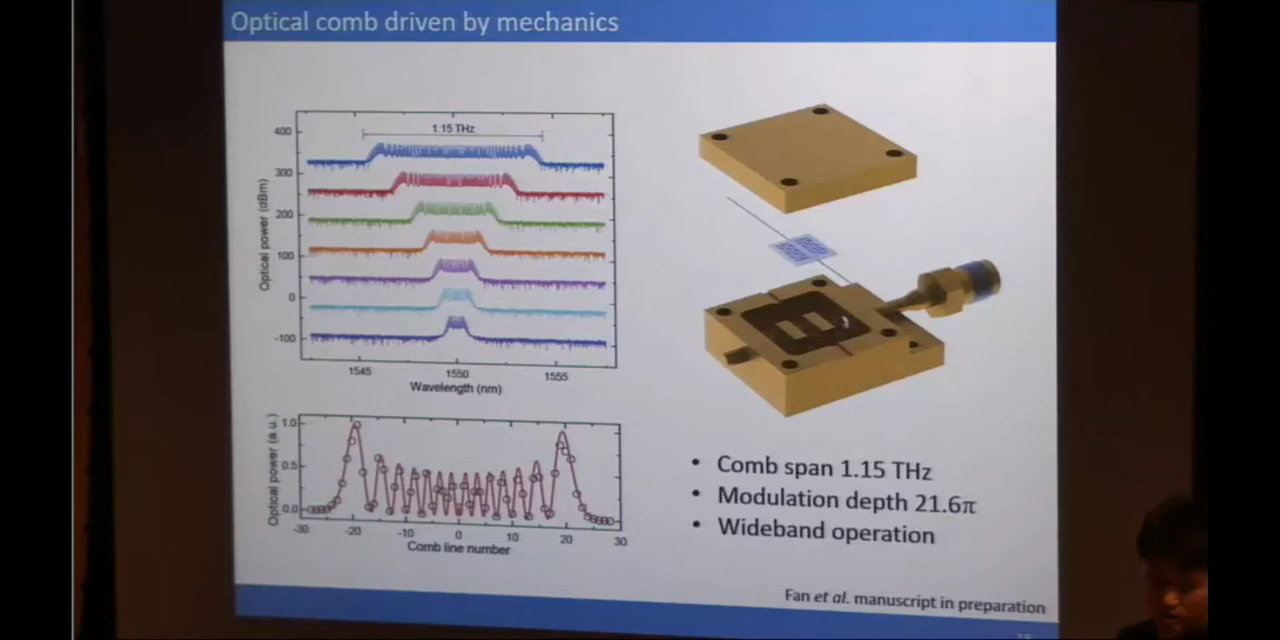 Optical comb driven by mechanics
1.15 THz
400
300
200
100
0
-100
Optical power (dBm)
1545 1550 1555
Wavelength (nm)
1.0
0.5
0.0
Optical power (a.u.)
-30 -20 -10 0 10 20 30
Comb line number
• Comb span 1.15 THz
• Modulation depth 21.6π
• Wideband operation
Fan et al. manuscript in preparation